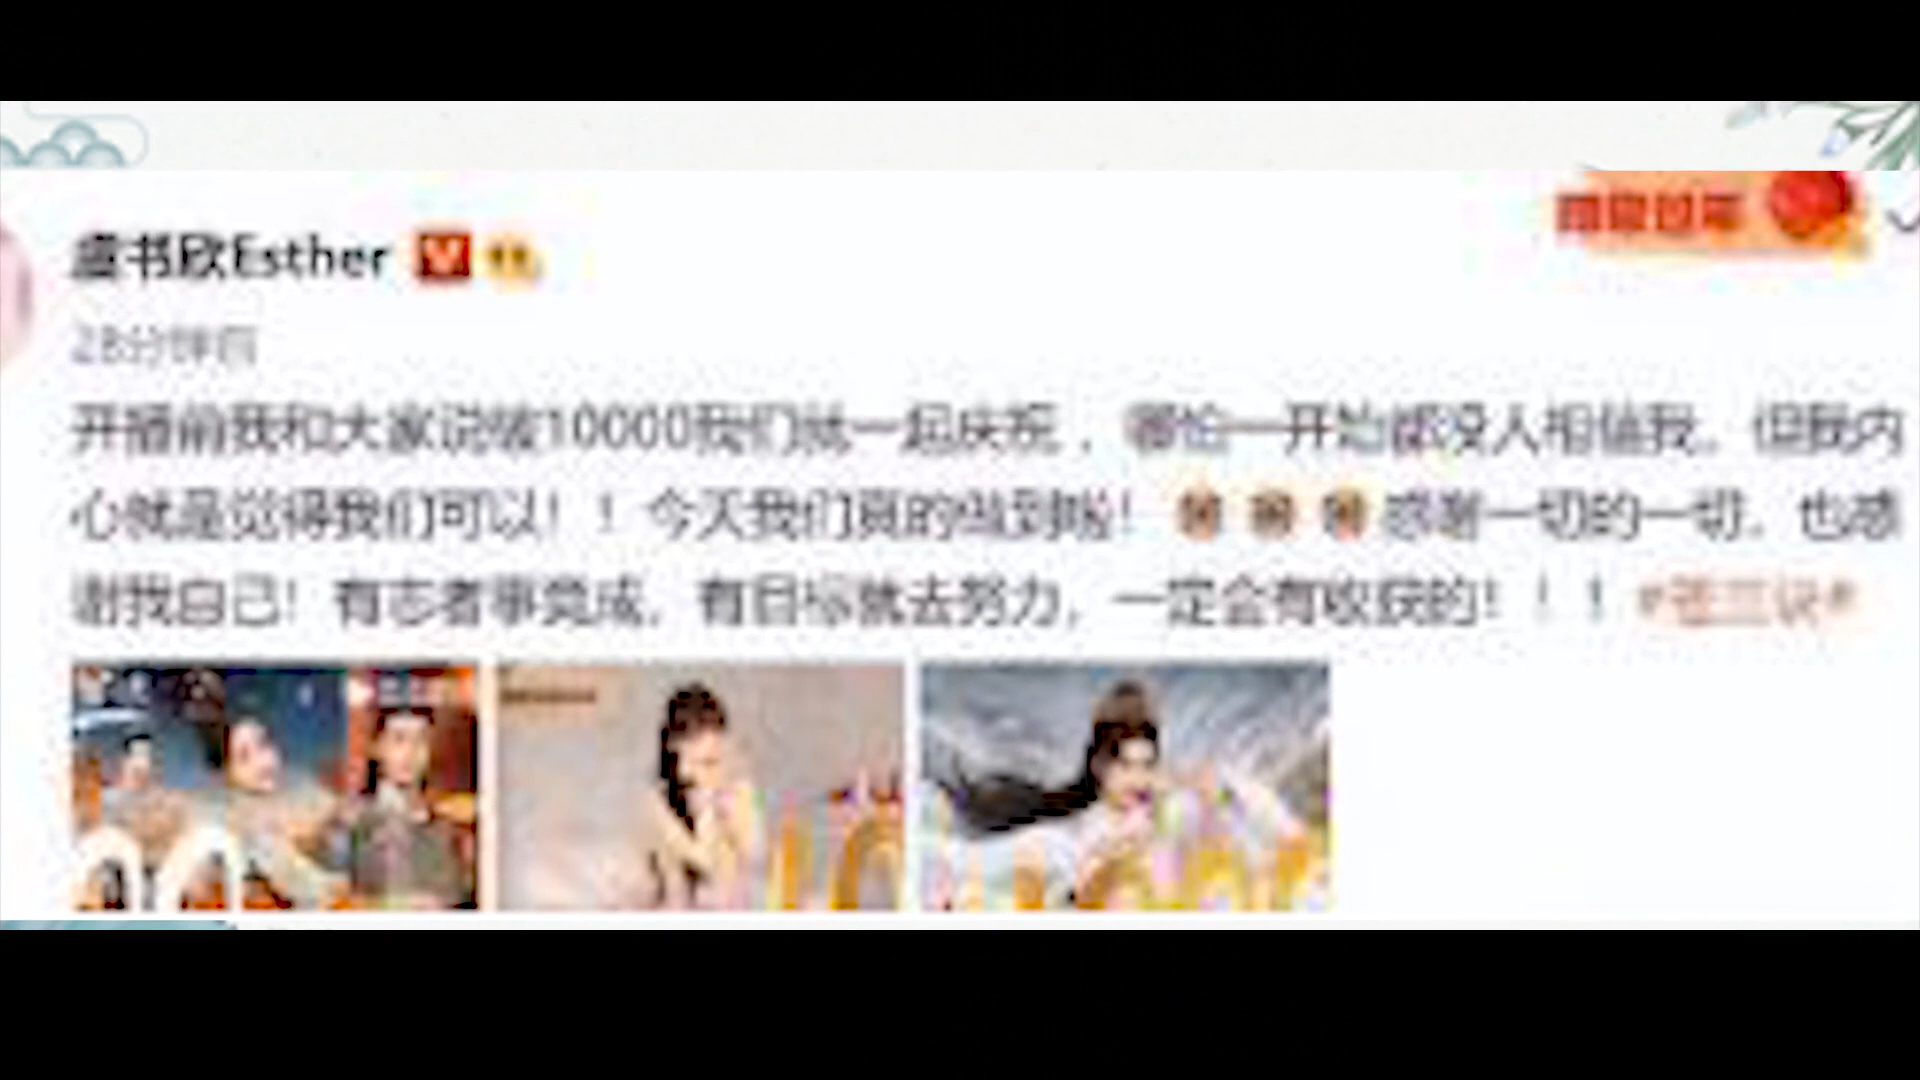 虞书欣Esther
28分钟前
开播前我和大家说破10000我们就一起庆祝，哪怕一开始都没人相信我，但我内
心就是觉得我们可以！！今天我们真的做到啦！感谢一切的一切，也感
谢我自己！有志者事竟成，有目标就去努力，一定会有收获的！！！#苍兰诀#